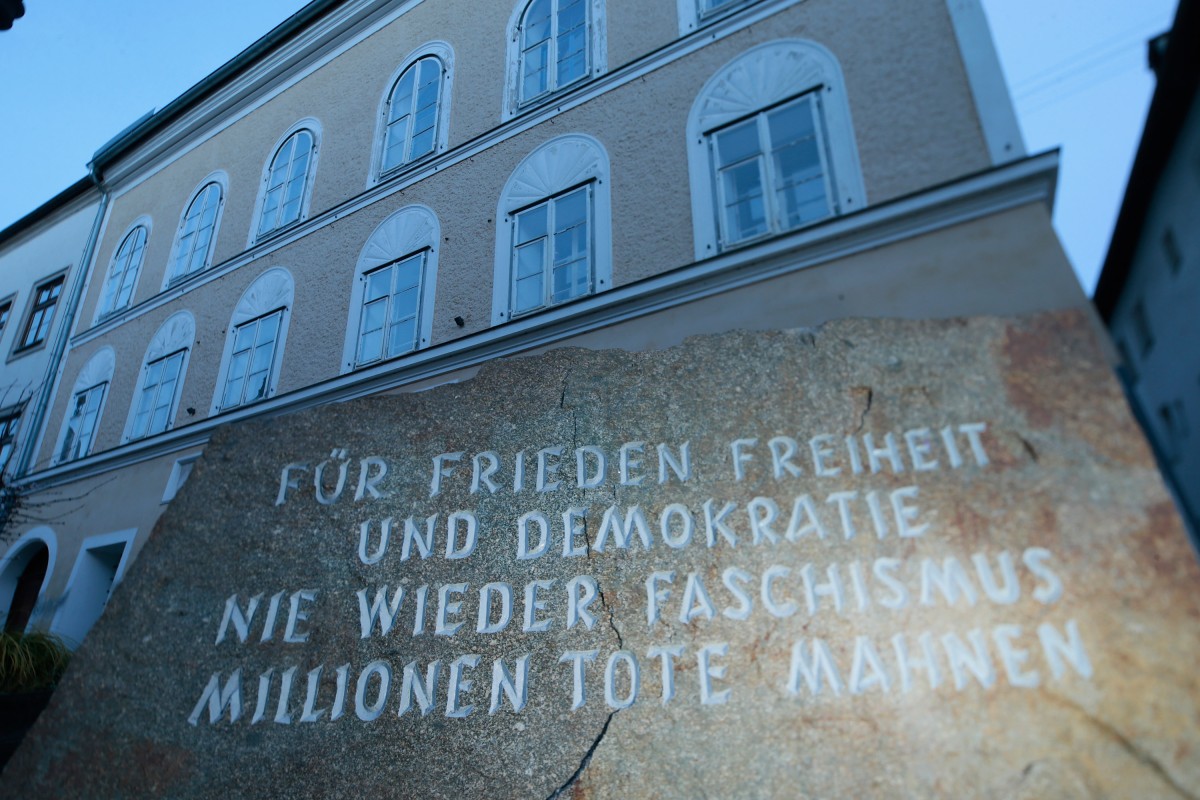 FÜR FRIEDEN FREIHEIT
UND DEMOKRATIE
NIE WIEDER FASCHISMUS
MILLIONEN TOTE MAHNEN